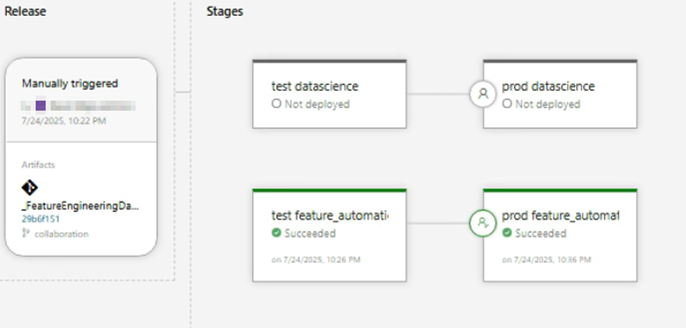 Release
Stages
Manually triggered
7/24/2025, 10:22 PM
Artifacts
_FeatureEngineeringDa...
29b6f151
collaboration
test datascience
Not deployed
prod datascience
Not deployed
test feature_automati
Succeeded
on 7/24/2025, 10:26 PM
prod feature_automat
Succeeded
on 7/24/2025, 10:36 PM